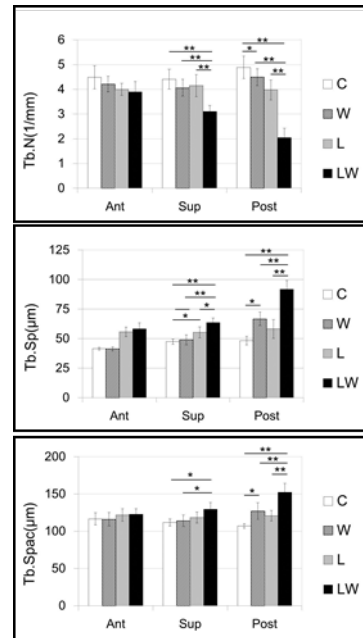 Tb.N(1/mm)
6
5
4
3
2
1
0
** ** **
** * ** **
Ant Sup Post
C
W
L
LW
Tb.Sp(µm)
125
100
75
50
25
0
** ** * *
** ** ** *
Ant Sup Post
C
W
L
LW
Tb.Spac(µm)
200
150
100
50
0
* *
** ** ** *
Ant Sup Post
C
W
L
LW